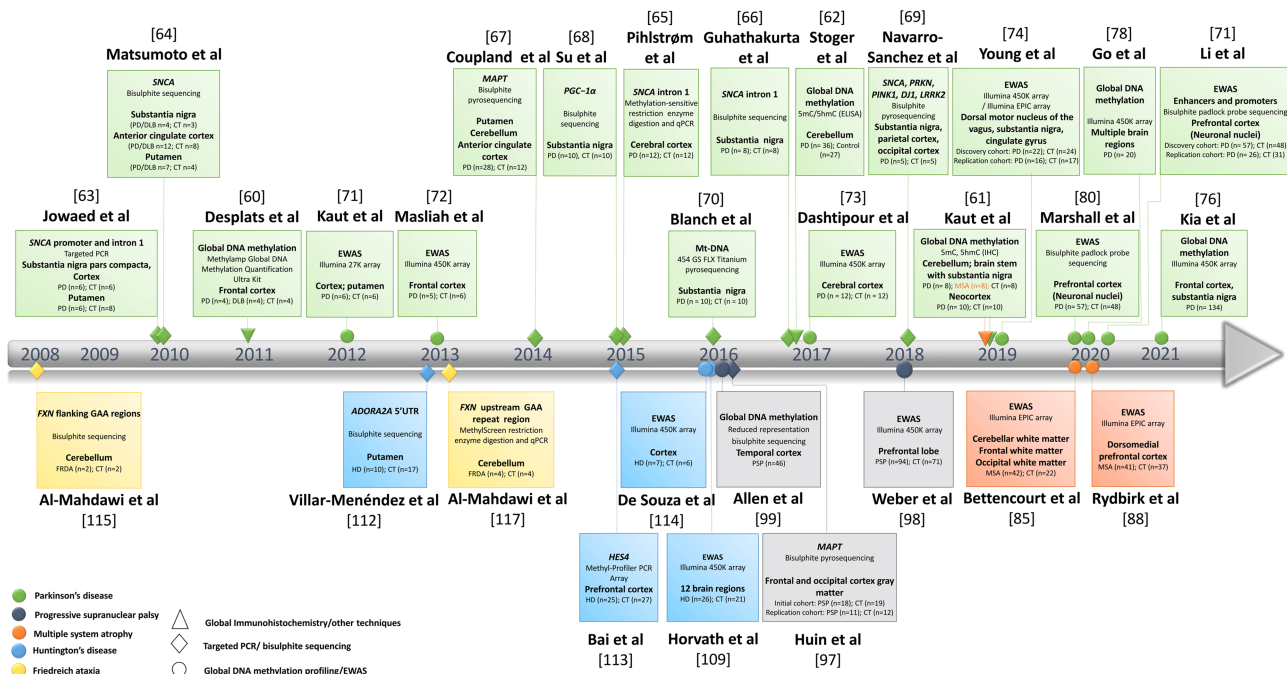 [64]
Matsumoto et al
SNCA
Bisulphite sequencing
Substantia nigra
(PD/DLB n=4; CT n=3)
Anterior cingulate cortex
(PD/DLB n=12; CT n=8)
Putamen
(PD/DLB n=7; CT n=4)
[67]
Coupland et al
MAPT
Bisulphite
pyrosequencing
Putamen
Cerebellum
Anterior cingulate
cortex
PD (n=28); CT (n=12)
[68]
Su et al
PGC-1α
Bisulphite
sequencing
Substantia nigra
PD (n=10), CT (n=10)
[65]
Pihlstrøm
et al
SNCA intron 1
Methylation-sensitive
restriction enzyme
digestion and qPCR
Cerebral cortex
PD (n=12); CT (n=12)
[66]
Guhathakurta
et al
SNCA intron 1
Bisulphite sequencing
Substantia nigra
PD (n= 8); CT (n=8)
[62]
Stoger
et al
Global DNA
methylation
5mC/5hmC (ELISA)
Cerebellum
PD (n= 36); Control
(n=27)
[69]
Navarro-
Sanchez et al
SNCA, PRKN,
PINK1, DJ1, LRRK2
Bisulphite
pyrosequencing
Substantia nigra,
parietal cortex,
occipital cortex
PD (n=5); CT (n=5)
[74]
Young et al
EWAS
Illumina 450K array
/ Illumina EPIC array
Dorsal motor nucleus of the
vagus, substantia nigra,
cingulate gyrus
Discovery cohort: PD (n=22); CT (n=24)
Replication cohort: PD (n=16); CT (n=17)
[78]
Go et al
Global DNA
methylation
Illumina 450K array
Multiple brain
regions
PD (n= 20)
[71]
Li et al
EWAS
Enhancers and promoters
Bisulphite padlock probe
sequencing
Prefrontal cortex
(Neuronal nuclei)
Discovery cohort: PD (n= 57); CT (n=48)
Replication cohort: PD (n= 26); CT (31)
[63]
Jowaed et al
SNCA promoter and intron 1
Targeted PCR
Substantia nigra pars compacta,
Cortex
PD (n=6); CT (n=6)
Putamen
PD (n=6); CT (n=8)
[60]
Desplats et al
Global DNA methylation
Methylamp Global DNA
Methylation Quantification
Ultra Kit
Frontal cortex
PD (n=4); DLB (n=4); CT (n=4)
[71]
Kaut et al
EWAS
Illumina 27K array
Cortex; putamen
PD (n=6); CT (n=6)
[72]
Masliah et al
EWAS
Illumina 450K array
Frontal cortex
PD (n=5); CT (n=6)
[70]
Blanch et al
Mt-DNA
454 GS FLX Titanium
pyrosequencing
Substantia nigra
PD (n = 10); CT (n = 10)
[73]
Dashtipour et al
EWAS
Illumina 450K array
Cerebral cortex
PD (n = 12); CT (n = 12)
[61]
Kaut et al
Global DNA methylation
5mC, 5hmC (IHC)
Cerebellum; brain stem
with substantia nigra
PD (n= 8); MSA (n=8); CT (n=8)
Neocortex
PD (n= 10); CT (n=10)
[80]
Marshall et al
EWAS
Bisulphite padlock probe
sequencing
Prefrontal cortex
(Neuronal nuclei)
PD (n= 57); CT (n=48)
[76]
Kia et al
Global DNA
methylation
Frontal cortex,
substantia nigra
PD (n= 134)
2008 2009 2010 2011 2012 2013 2014 2015 2016 2017 2018 2019 2020 2021
FXN flanking GAA regions
Bisulphite sequencing
Cerebellum
FRDA (n=2); CT (n=2)
Al-Mahdawi et al
[115]
ADORA2A 5'UTR
Bisulphite sequencing
Putamen
HD (n=10); CT (n=17)
Villar-Menéndez et al
[112]
FXN upstream GAA
repeat region
MethylScreen restriction
enzyme digestion and qPCR
Cerebellum
FRDA (n=4); CT (n=4)
Al-Mahdawi et al
[117]
EWAS
Illumina 450K array
Cortex
HD (n=7); CT (n=6)
De Souza et al
[114]
Global DNA methylation
Reduced representation
bisulphite sequencing
Temporal cortex
PSP (n=46)
Allen et al
[99]
EWAS
Illumina 450K array
Prefrontal lobe
PSP (n=94); CT (n=71)
Weber et al
[98]
EWAS
Illumina EPIC array
Cerebellar white matter
Frontal white matter
Occipital white matter
MSA (n=42); CT (n=22)
Bettencourt et al
[85]
EWAS
Illumina EPIC array
Dorsomedial
prefrontal cortex
MSA (n=41); CT (n=37)
Rydbirk et al
[88]
HES4
Methyl-Profiler PCR
Array
Prefrontal cortex
HD (n=25); CT (n=27)
Bai et al
[113]
EWAS
Illumina 450K array
12 brain regions
HD (n=26); CT (n=21)
Horvath et al
[109]
MAPT
Bisulphite pyrosequencing
Frontal and occipital cortex gray
matter
Initial cohort: PSP (n=18); CT (n=19)
Replication cohort: PSP (n=11); CT (n=12)
Huin et al
[97]
Parkinson's disease
Progressive supranuclear palsy
Multiple system atrophy
Huntington's disease
Friedreich ataxia
Global Immunohistochemistry/other techniques
Targeted PCR/ bisulphite sequencing
Global DNA methylation profiling/EWAS